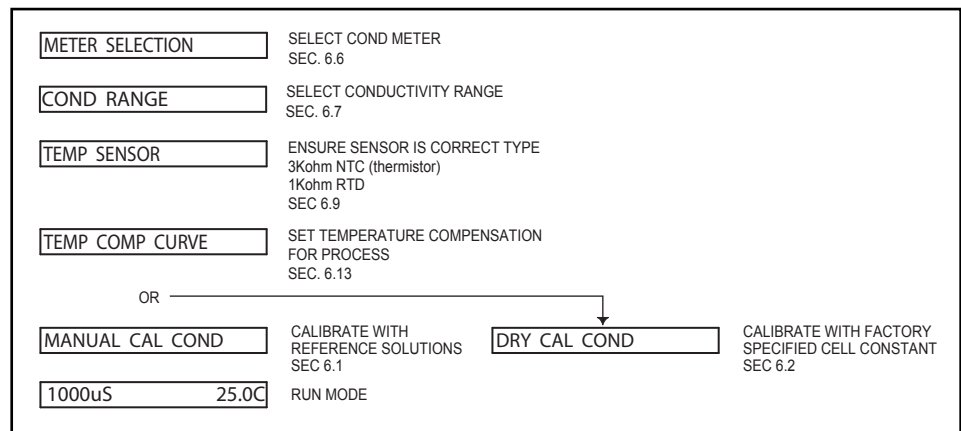 METER SELECTION
SELECT COND METER
SEC. 6.6
COND RANGE
SELECT CONDUCTIVITY RANGE
SEC. 6.7
TEMP SENSOR
ENSURE SENSOR IS CORRECT TYPE
3Kohm NTC (thermistor)
1Kohm RTD
SEC 6.9
TEMP COMP CURVE
SET TEMPERATURE COMPENSATION
FOR PROCESS
SEC. 6.13
OR
MANUAL CAL COND
CALIBRATE WITH
REFERENCE SOLUTIONS
SEC 6.1
DRY CAL COND
CALIBRATE WITH FACTORY
SPECIFIED CELL CONSTANT
SEC 6.2
1000uS 25.0C
RUN MODE